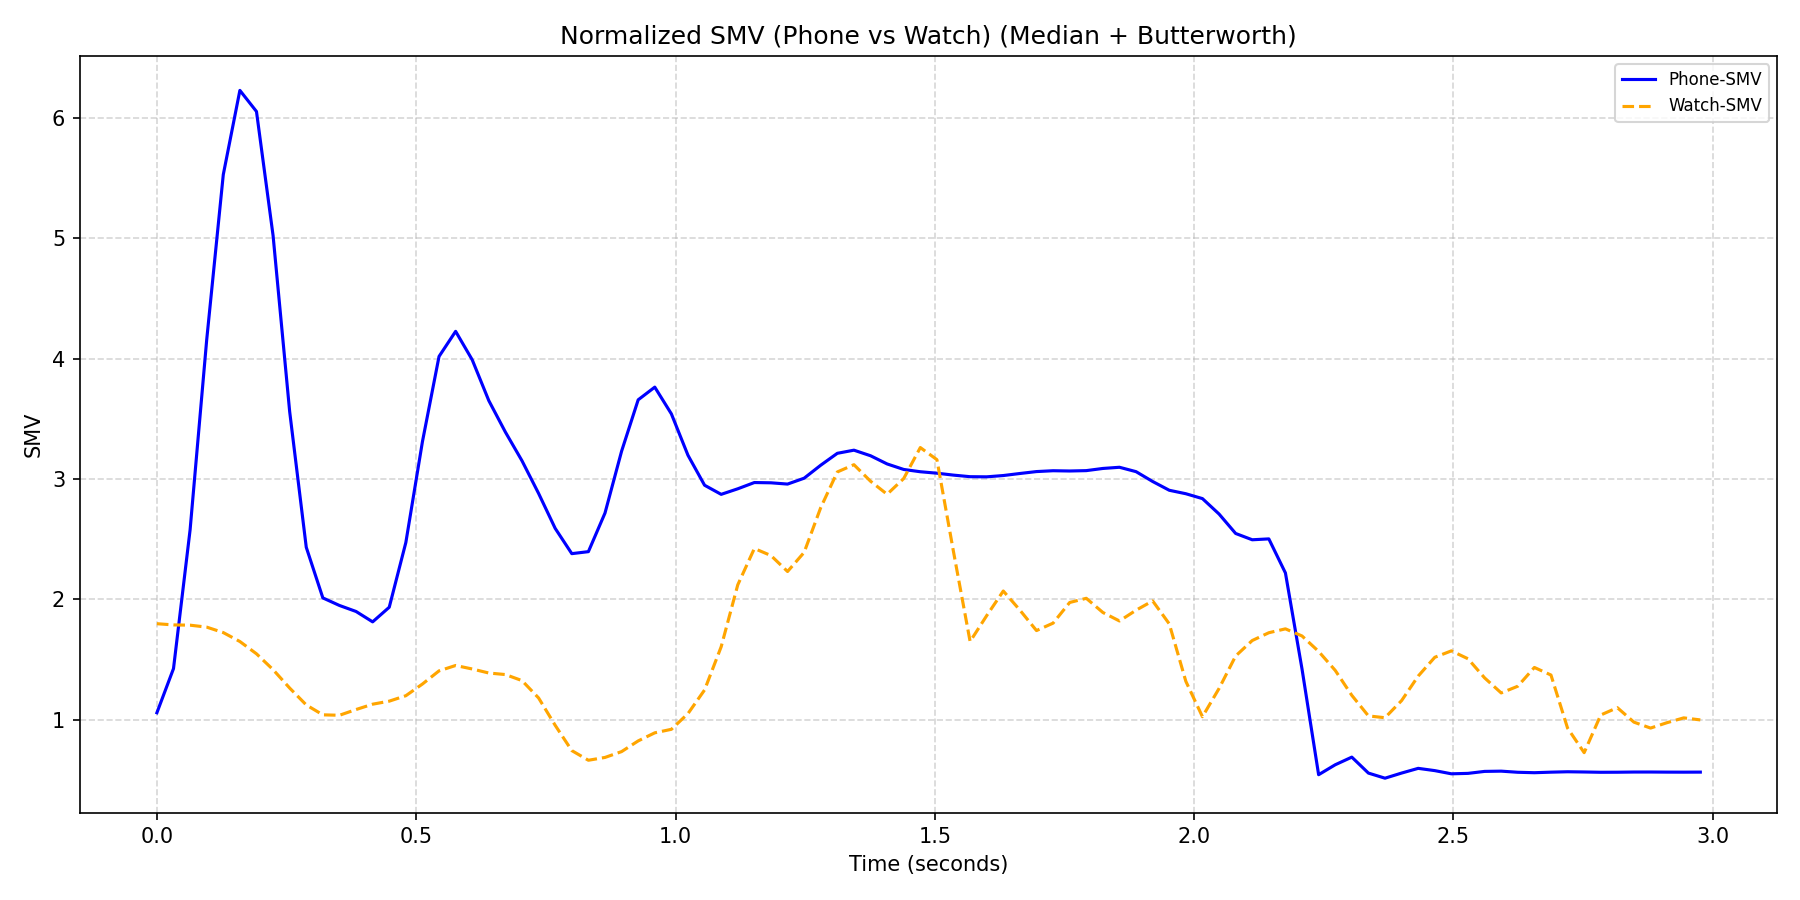 Normalized SMV (Phone vs Watch) (Median + Butterworth)
Phone-SMV
Watch-SMV
6
5
4
3
2
1
SMV
0.0 0.5 1.0 1.5 2.0 2.5 3.0
Time (seconds)